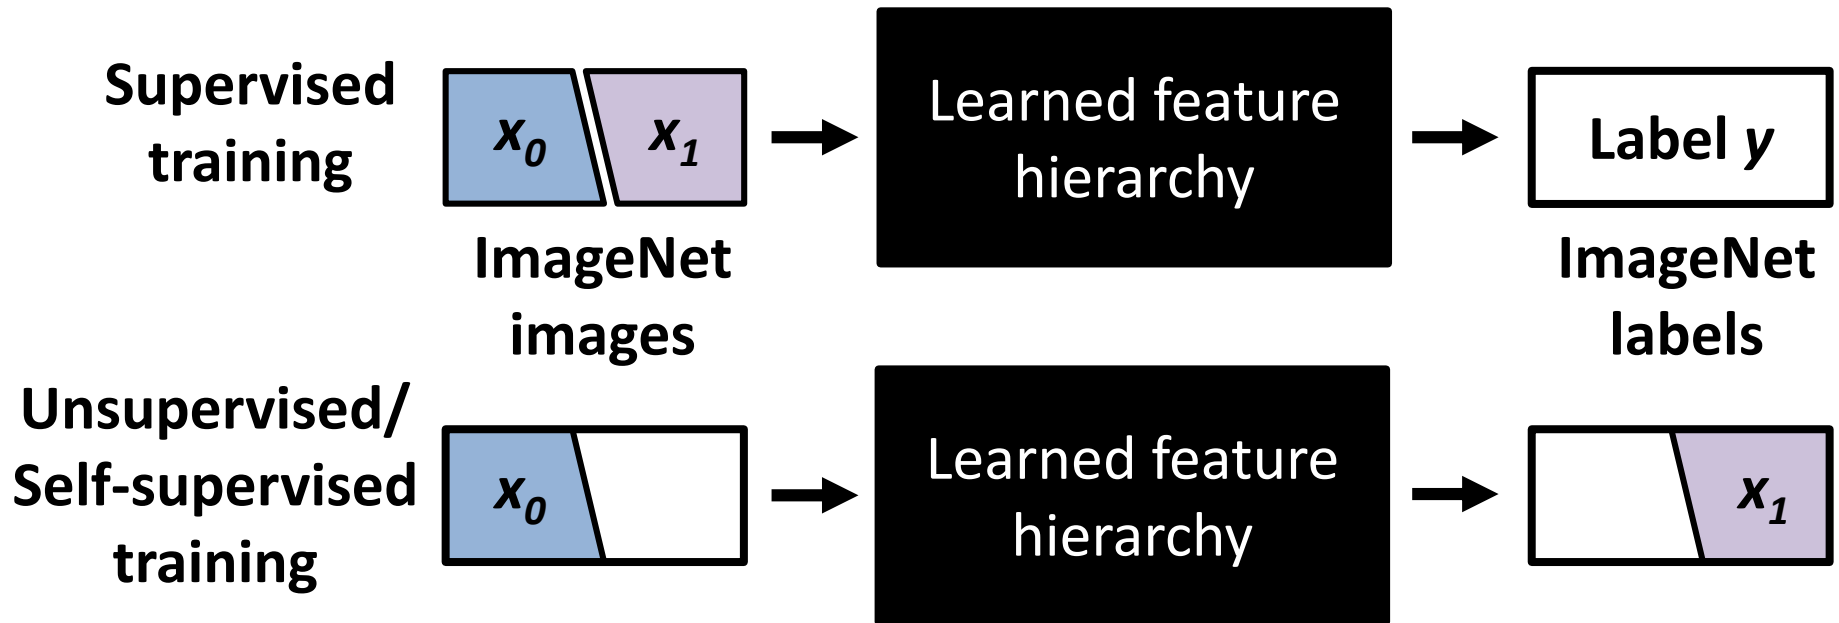 Supervised
training
x₀
x₁
Learned feature
hierarchy
Label y
ImageNet
images
ImageNet
labels
Unsupervised/
Self-supervised
training
x₀
Learned feature
hierarchy
x₁